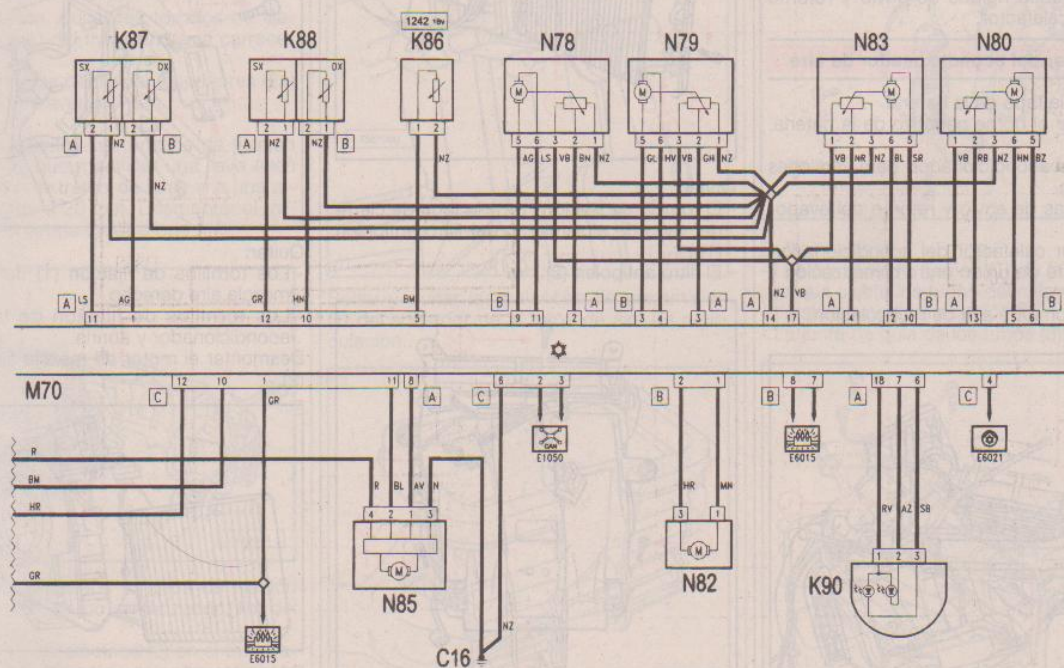 1242 16v
K87 K88 K86 N78 N79 N83 N80
SX DX SX DX
M M M M
2 1 2 1 2 1 2 1 1 2 5 6 3 2 1 5 6 3 2 1 1 2 3 6 5 1 2 3 6 5
A NZ B A NZ NZ B NZ AG LS VB BN NZ GL HV VB GH NZ VB NR NZ BL SR VB RB NZ HN BZ
NZ
A LS AG GR HN BM B A B A A NZ VB A B A B
11 1 12 10 5 9 11 2 3 4 3 14 17 4 12 10 13 5 6
M70
12 10 1 11 8 6 2 3 2 1 8 7 18 7 6 4
C A C B B A C
GR
CAN
E1050 E6015 E6021
R
BM
HR
R BL AV N HR MN RV AZ SB
4 2 1 3 3 1 1 2 3
M M
GR
N85 N82 K90
NZ
E6015
C16